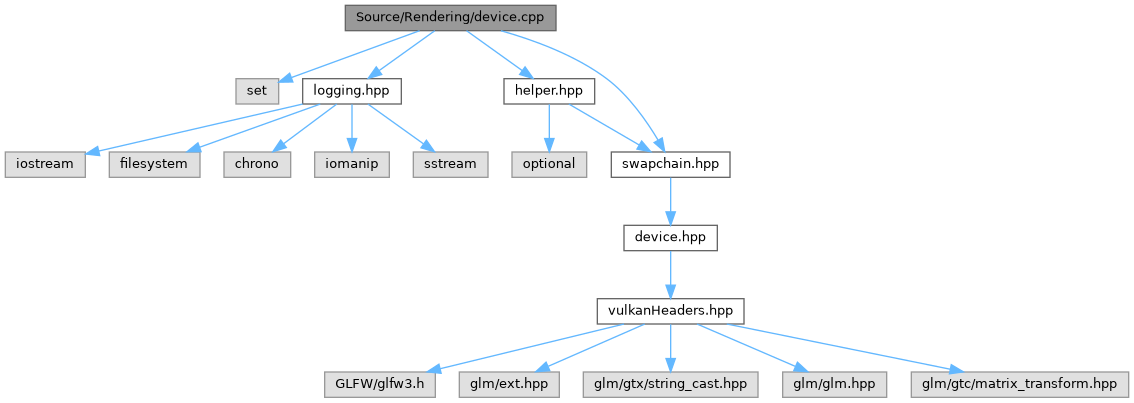 Source/Rendering/device.cpp
set
logging.hpp
helper.hpp
iostream
filesystem
chrono
iomanip
sstream
optional
swapchain.hpp
device.hpp
vulkanHeaders.hpp
GLFW/glfw3.h
glm/ext.hpp
glm/gtx/string_cast.hpp
glm/glm.hpp
glm/gtc/matrix_transform.hpp